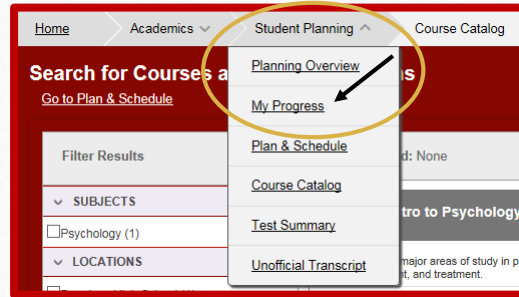 Home Academics Student Planning Course Catalog
Search for Courses a s
Go to Plan & Schedule
Planning Overview
My Progress
Plan & Schedule
Course Catalog
Test Summary
Unofficial Transcript
Filter Results d: None
SUBJECTS
Psychology (1)
LOCATIONS
tro to Psychology
major areas of study in p
t, and treatment.